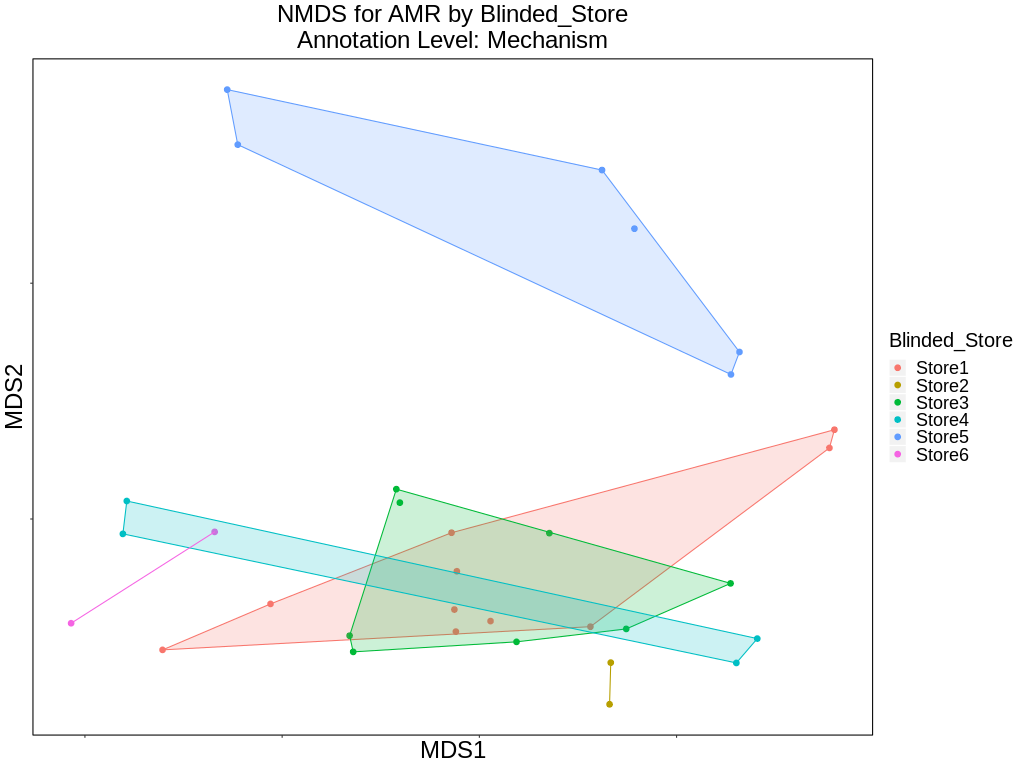 NMDS for AMR by Blinded_Store
Annotation Level: Mechanism
MDS2
MDS1
Blinded_Store
Store1
Store2
Store3
Store4
Store5
Store6